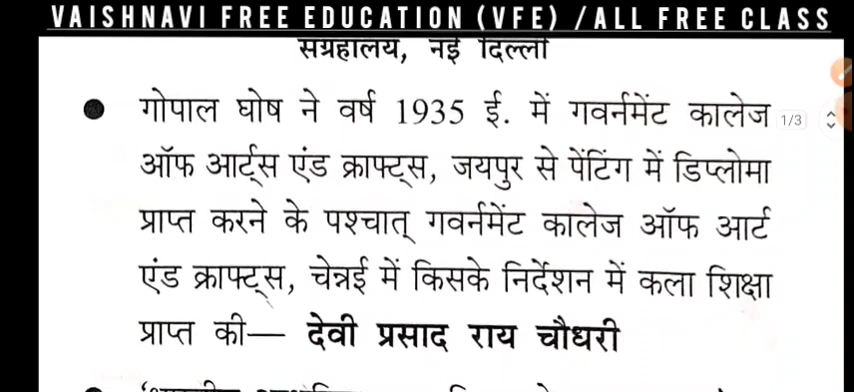 VAISHNAVI FREE EDUCATION (VFE) /ALL FREE CLASS
संग्रहालय, नई दिल्ली
● गोपाल घोष ने वर्ष 1935 ई. में गवर्नमेंट कालेज
1/3
ऑफ आर्ट्स एंड क्राफ्ट्स, जयपुर से पेंटिंग में डिप्लोमा
प्राप्त करने के पश्चात् गवर्नमेंट कालेज ऑफ आर्ट
एंड क्राफ्ट्स, चेन्नई में किसके निर्देशन में कला शिक्षा
प्राप्त की— देवी प्रसाद राय चौधरी